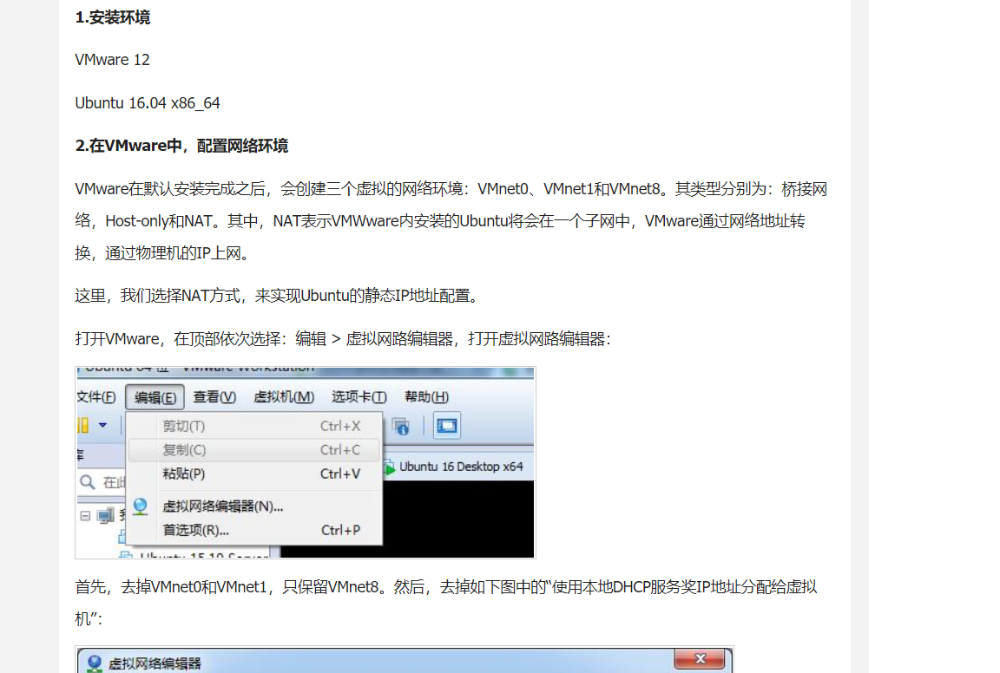 1.安装环境
VMware 12
Ubuntu 16.04 x86_64
2.在VMware中，配置网络环境
VMware在默认安装完成之后，会创建三个虚拟的网络环境：VMnet0、VMnet1和VMnet8。其类型分别为：桥接网
络，Host-only和NAT。其中，NAT表示VMWware内安装的Ubuntu将会在一个子网中，VMware通过网络地址转
换，通过物理机的IP上网。
这里，我们选择NAT方式，来实现Ubuntu的静态IP地址配置。
打开VMware，在顶部依次选择：编辑 > 虚拟网路编辑器，打开虚拟网路编辑器：
Ubuntu 64 位 - VMware Workstation
文件(F) 编辑(E) 查看(V) 虚拟机(M) 选项卡(T) 帮助(H)
剪切(T) Ctrl+X
复制(C) Ctrl+C
库
Ubuntu 16 Desktop x64
粘贴(P) Ctrl+V
在此
虚拟网络编辑器(N)...
首选项(R)... Ctrl+P
Ubuntu 15.10 Server
首先，去掉VMnet0和VMnet1，只保留VMnet8。然后，去掉如下图中的“使用本地DHCP服务奖IP地址分配给虚拟
机”：
虚拟网络编辑器